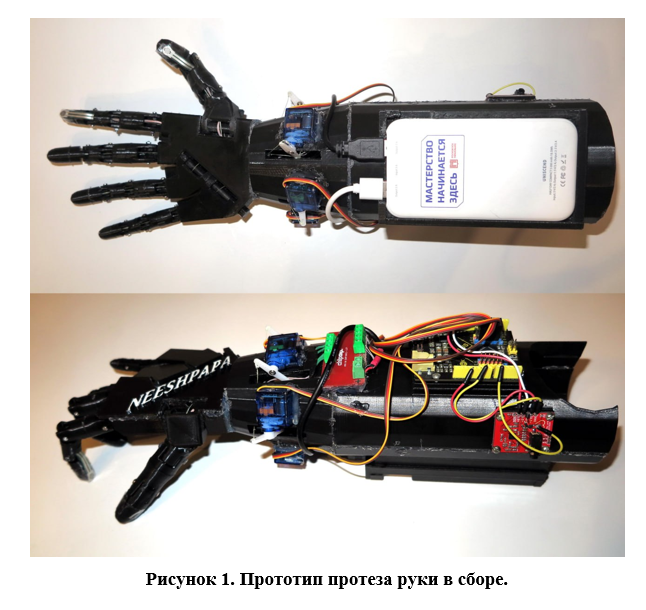 МАСТЕРСТВО
НАЧИНАЕТСЯ
ЗДЕСЬ
NEESHPAPA
Рисунок 1. Прототип протеза руки в сборе.